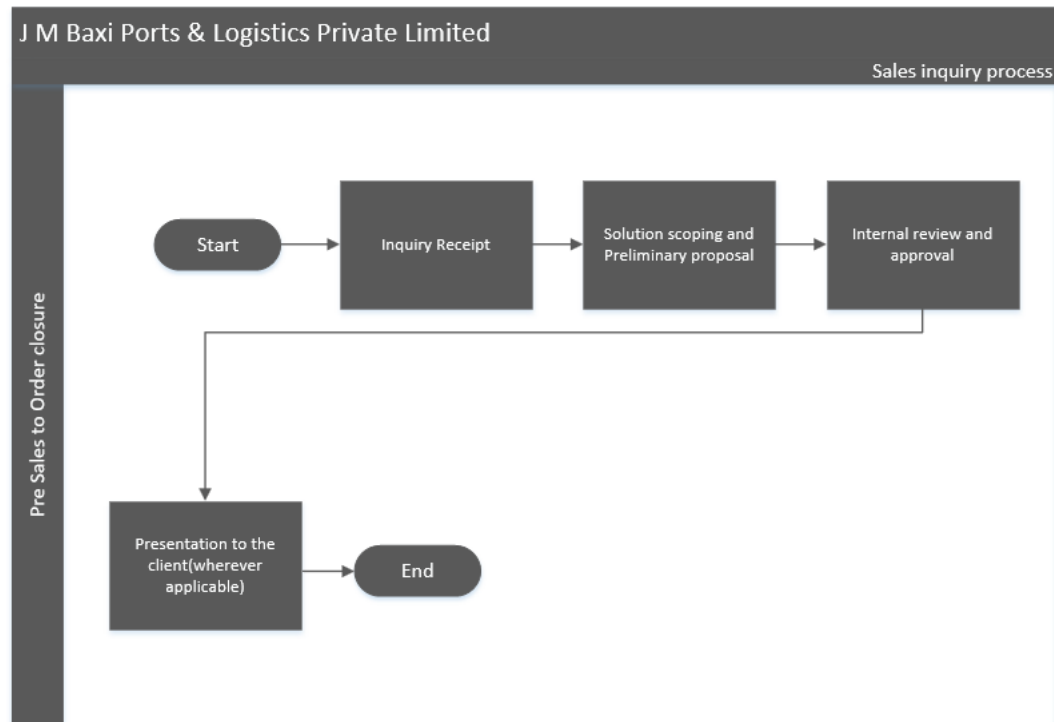 J M Baxi Ports & Logistics Private Limited
Sales inquiry process
Pre Sales to Order closure
Start
Inquiry Receipt
Solution scoping and
Preliminary proposal
Internal review and
approval
Presentation to the
client(wherever
applicable)
End